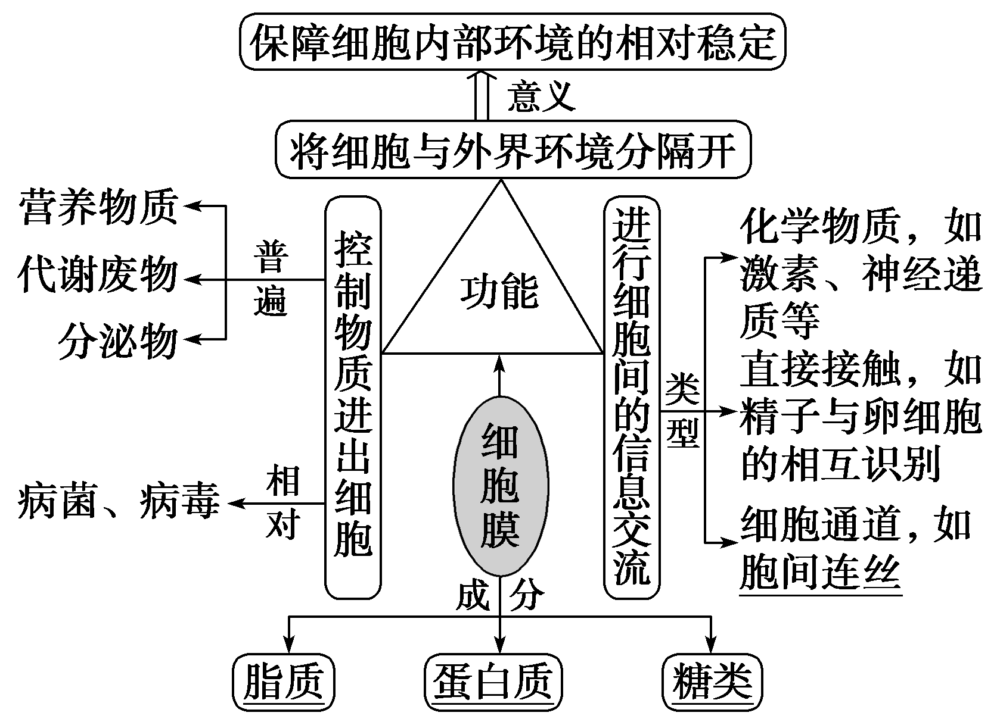 保障细胞内部环境的相对稳定
意义
将细胞与外界环境分隔开
功能
控制物质进出细胞
普遍
营养物质
代谢废物
分泌物
相对
病菌、病毒
进行细胞间的信息交流
类型
化学物质，如
激素、神经递
质等
直接接触，如
精子与卵细胞
的相互识别
细胞通道，如
胞间连丝
细胞膜
成分
脂质
蛋白质
糖类